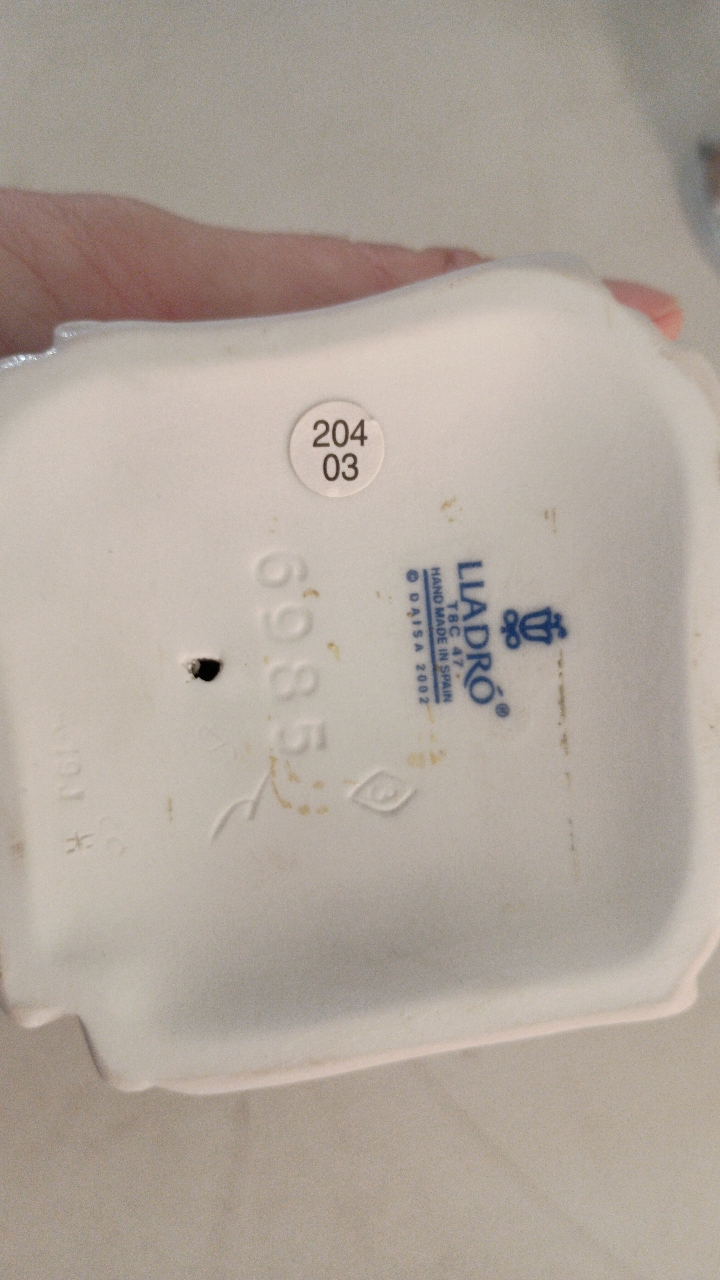 204
03
LLADRÓ®
TBC 47
HAND MADE IN SPAIN
© DAISA 2002
6985